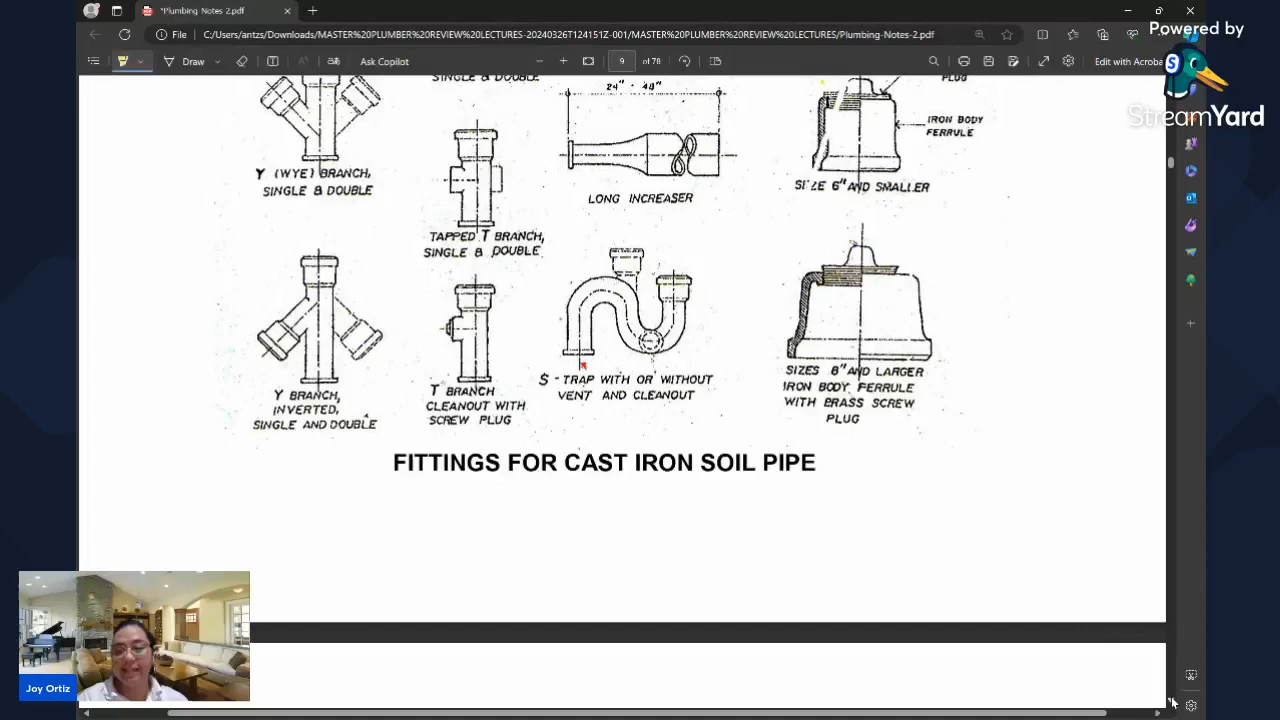 *Plumbing Notes 2.pdf
File
C:/Users/antzs/Downloads/MASTER%20PLUMBER%20REVIEW%20LECTURES-20240326T124151Z-001/MASTER%20PLUMBER%20REVIEW%20LECTURES/Plumbing-Notes-2.pdf
Powered by
StreamYard
Draw
Ask Copilot
9
of 78
Edit with Acroba
SINGLE & DOUBLE
24" - 48"
PLUG
IRON BODY
FERRULE
Y (WYE) BRANCH,
SINGLE & DOUBLE
LONG INCREASER
SIZE 6" AND SMALLER
TAPPED T BRANCH,
SINGLE & DOUBLE
Y BRANCH,
INVERTED,
SINGLE AND DOUBLE
T BRANCH
CLEANOUT WITH
SCREW PLUG
S - TRAP WITH OR WITHOUT
VENT AND CLEANOUT
SIZES 8" AND LARGER
IRON BODY FERRULE
WITH BRASS SCREW
PLUG
FITTINGS FOR CAST IRON SOIL PIPE
Joy Ortiz